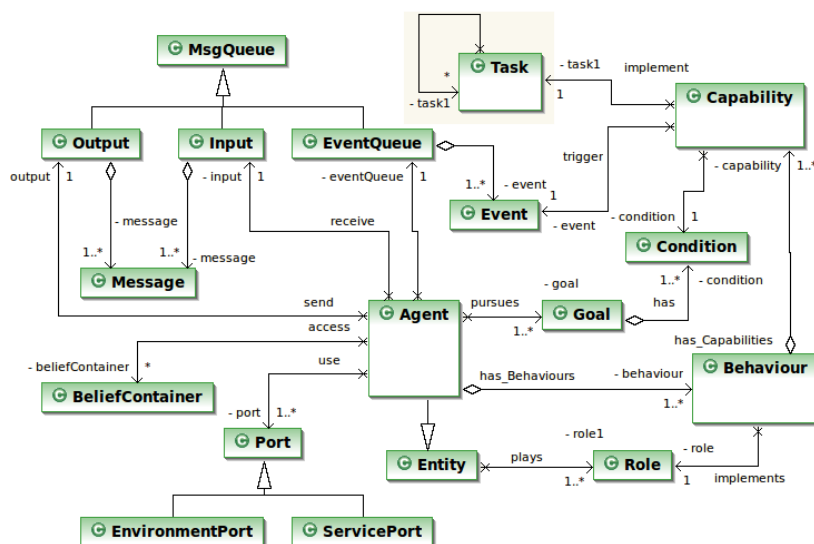 MsgQueue
Task
*
- task1
- task1
1
implement
Capability
Output
Input
EventQueue
trigger
output
1
- input
1
- eventQueue
1
1..*
- event
Event
1
- event
- capability
1..*
- message
1..*
1..*
- message
Message
receive
- condition
1
Condition
1..*
- condition
send
access
Agent
pursues
- goal
1..*
Goal
has
use
- beliefContainer
*
BeliefContainer
has_Behaviours
- behaviour
1..*
has_Capabilities
Behaviour
- port
1..*
Port
Entity
plays
- role1
1..*
Role
- role
1
implements
EnvironmentPort
ServicePort